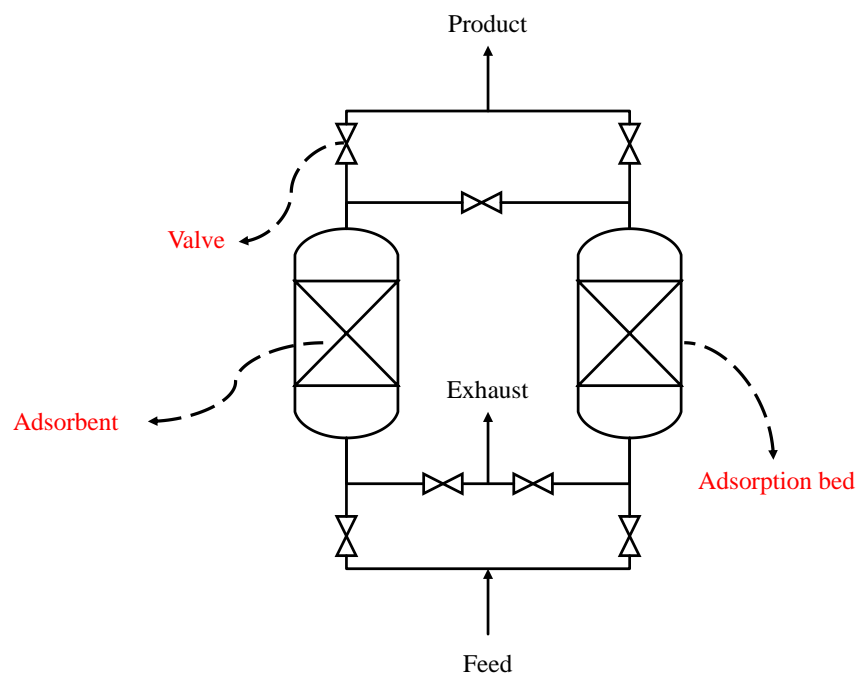 Product
Valve
Exhaust
Adsorbent
Adsorption bed
Feed